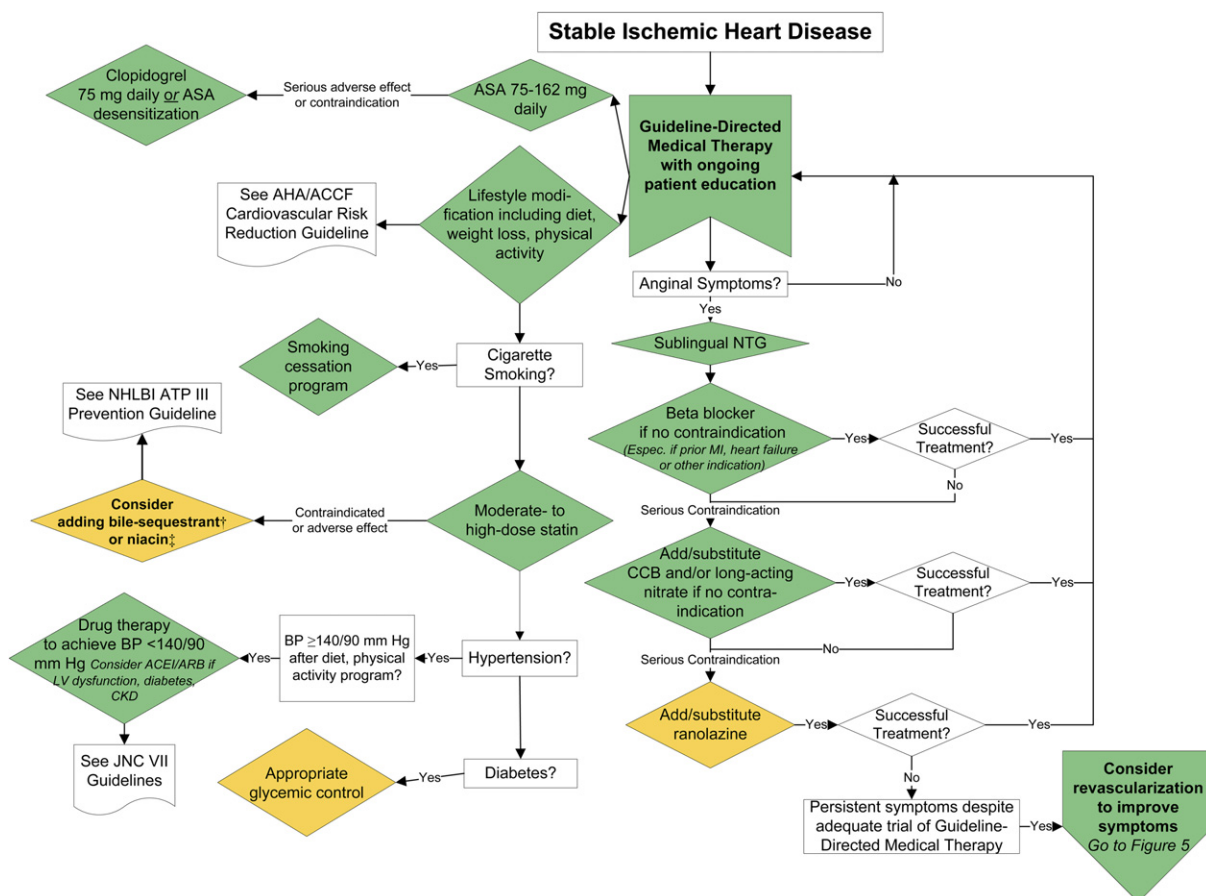 Stable Ischemic Heart Disease
Clopidogrel
75 mg daily or ASA
desensitization
Serious adverse effect
or contraindication
ASA 75-162 mg
daily
Guideline-Directed
Medical Therapy
with ongoing
patient education
See AHA/ACCF
Cardiovascular Risk
Reduction Guideline
Lifestyle modi-
fication including diet,
weight loss, physical
activity
Anginal Symptoms?
No
Yes
Sublingual NTG
Smoking
cessation
program
Yes
Cigarette
Smoking?
See NHLBI ATP III
Prevention Guideline
Beta blocker
if no contraindication
(Espec. if prior MI, heart failure
or other indication)
Yes
Successful
Treatment?
Yes
No
Serious Contraindication
Consider
adding bile-sequestrant†
or niacin‡
Contraindicated
or adverse effect
Moderate- to
high-dose statin
Add/substitute
CCB and/or long-acting
nitrate if no contra-
indication
Yes
Successful
Treatment?
Yes
No
Serious Contraindication
Drug therapy
to achieve BP <140/90
mm Hg Consider ACEI/ARB if
LV dysfunction, diabetes,
CKD
Yes
BP ≥140/90 mm Hg
after diet, physical
activity program?
Yes
Hypertension?
Add/substitute
ranolazine
Yes
Successful
Treatment?
Yes
No
See JNC VII
Guidelines
Appropriate
glycemic control
Yes
Diabetes?
Persistent symptoms despite
adequate trial of Guideline-
Directed Medical Therapy
Yes
Consider
revascularization
to improve
symptoms
Go to Figure 5